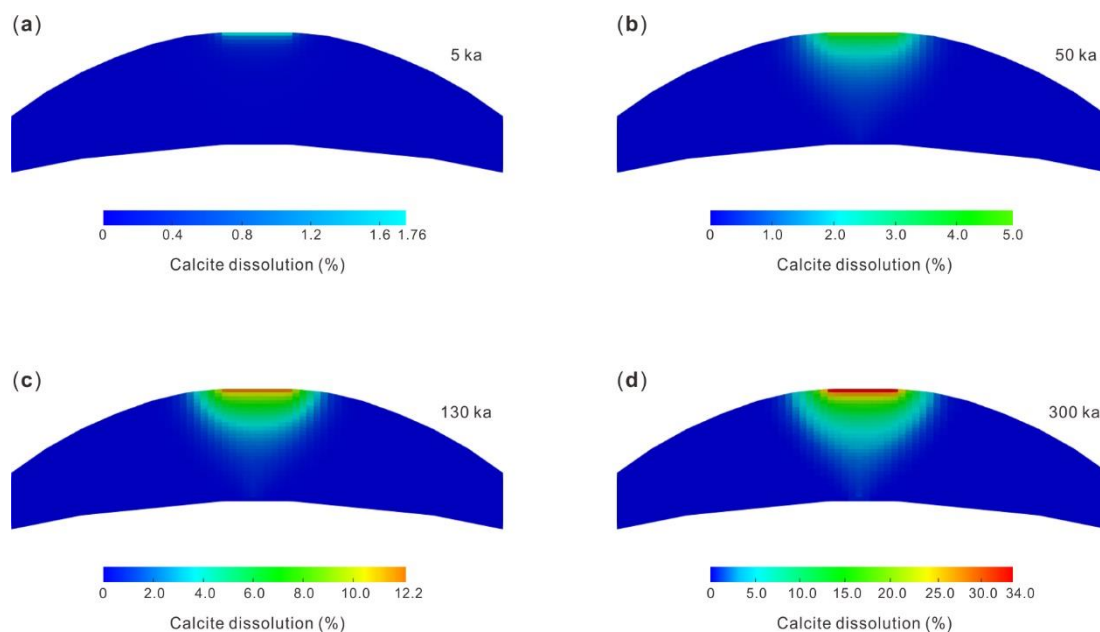 (a)
5 ka
0 0.4 0.8 1.2 1.6 1.76
Calcite dissolution (%)
(b)
50 ka
0 1.0 2.0 3.0 4.0 5.0
Calcite dissolution (%)
(c)
130 ka
0 2.0 4.0 6.0 8.0 10.0 12.2
Calcite dissolution (%)
(d)
300 ka
0 5.0 10.0 15.0 20.0 25.0 30.0 34.0
Calcite dissolution (%)